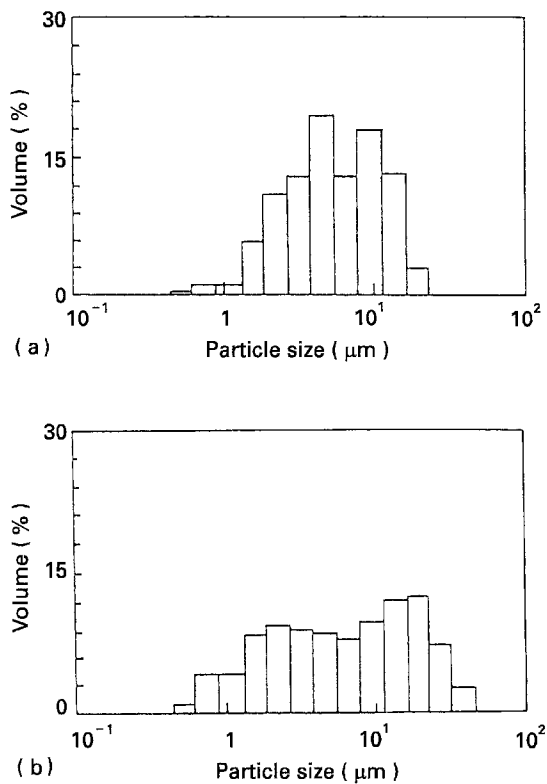 30
Volume ( % )
15
0
10⁻¹ 1 10¹ 10²
( a ) Particle size ( μm )
30
Volume ( % )
15
0
10⁻¹ 1 10¹ 10²
( b ) Particle size ( μm )